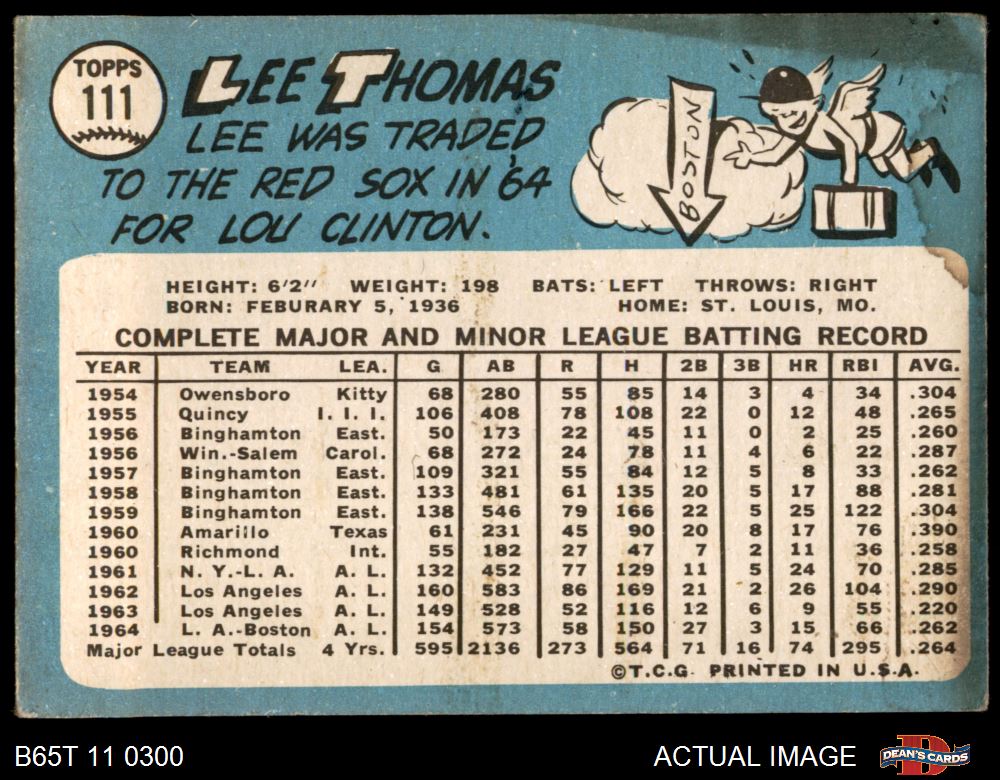 TOPPS
111
LEE THOMAS
LEE WAS TRADED
TO THE RED SOX IN '64
FOR LOU CLINTON.
BOSTON
HEIGHT: 6'2" WEIGHT: 198 BATS: LEFT THROWS: RIGHT
BORN: FEBURARY 5, 1936 HOME: ST. LOUIS, MO.
COMPLETE MAJOR AND MINOR LEAGUE BATTING RECORD
YEAR TEAM LEA. G AB R H 2B 3B HR RBI AVG.
1954 Owensboro Kitty 68 280 55 85 14 3 4 34 .304
1955 Quincy I. I. I. 106 408 78 108 22 0 12 48 .265
1956 Binghamton East. 50 173 22 45 11 0 2 25 .260
1956 Win.-Salem Carol. 68 272 24 78 11 4 6 22 .287
1957 Binghamton East. 109 321 55 84 12 5 8 33 .262
1958 Binghamton East. 133 481 61 135 20 5 17 88 .281
1959 Binghamton East. 138 546 79 166 22 5 25 122 .304
1960 Amarillo Texas 61 231 45 90 20 8 17 76 .390
1960 Richmond Int. 55 182 27 47 7 2 11 36 .258
1961 N. Y.-L. A. A. L. 132 452 77 129 11 5 24 70 .285
1962 Los Angeles A. L. 160 583 86 169 21 2 26 104 .290
1963 Los Angeles A. L. 149 528 52 116 12 6 9 55 .220
1964 L. A.-Boston A. L. 154 573 58 150 27 3 15 66 .262
Major League Totals 4 Yrs. 595 2136 273 564 71 16 74 295 .264
©T.C.G. PRINTED IN U.S.A.
B65T 11 0300 ACTUAL IMAGE DEAN'S CARDS